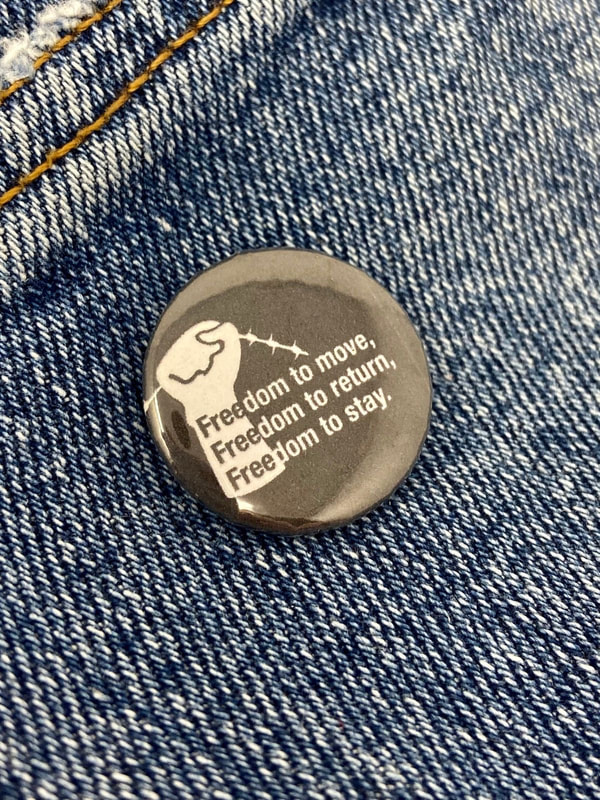 Freedom to move,
Freedom to return,
Freedom to stay.